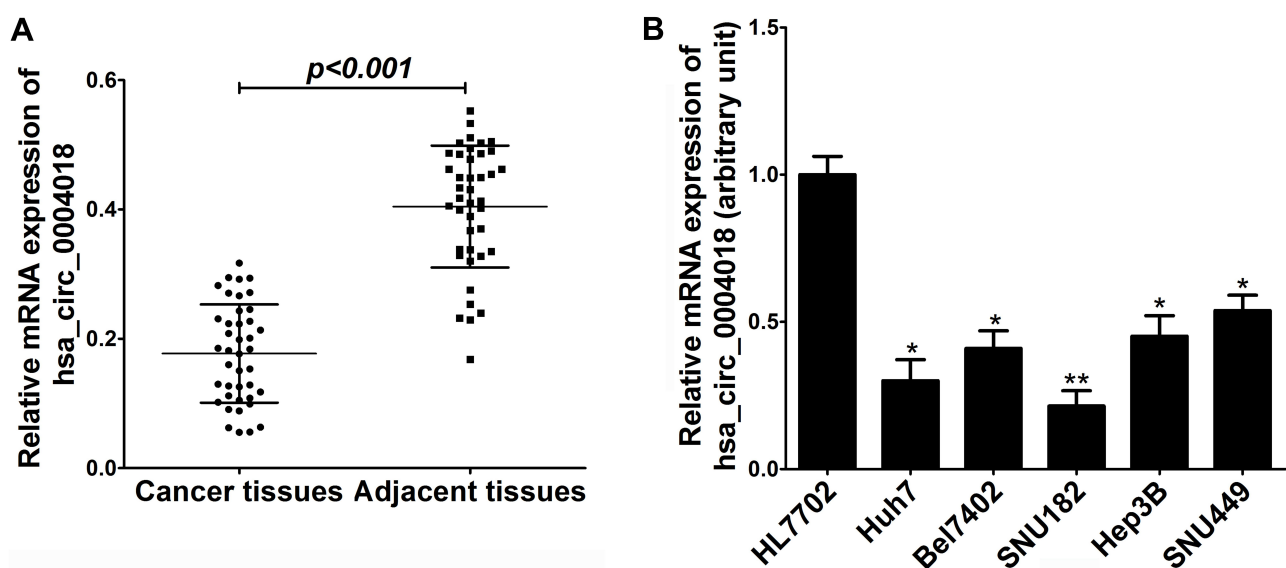 A
Relative mRNA expression of
hsa_circ_0004018
0.6
0.4
0.2
0.0
p<0.001
Cancer tissues
Adjacent tissues
B
Relative mRNA expression of
hsa_circ_0004018 (arbitrary unit)
1.5
1.0
0.5
0.0
*
*
**
*
*
HL7702
Huh7
Bel7402
SNU182
Hep3B
SNU449